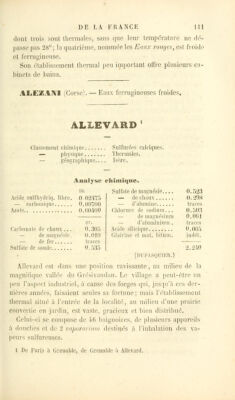 DE LA FRANCE 111
dont trois sont thermales, sans que leur température ne dé-
passe pas 28°; la quatrième, nommée les Eaux rouges, est froide
et ferrugineuse.
Son établissement thermal peu important offre plusieurs ca-
binets de bains.
ALEZANI (Corse). — Eaux ferrugineuses froides.
ALLEVARD 1
Classement chimique....... Sulfurées calciques.
— physique....... Thermales.
— géographique.... Isère.
Analyse chimique.
lit
Acide sulfhydriq. libre. 0.02475
— carbonique........ 0.09700
Azote............... 0.04100
gr.
Carbonate de chaux.... 0.305
— de magnésie. 0.010
— de fer...... traces
Sulfate de soude....... 0.535
Sulfate de magnésie.... 0.523
— de chaux....... 0.298
— d'alumine...... traces
Chlorure de sodium.... 0.503
— de magnésium 0.061
— d'aluminium.. traces
Acide silicique........ 0.005
Glairine et mat. bitum. indét.
2.240
(DUPASQUIER.)
Allevard est dans une position ravissante, au milieu de la
magnifique vallée de Grésivaudan. Le village a peut-être un
peu l'aspect industriel, à cause des forges qui, jusqu'à ces der-
nières années, faisaient seules sa fortune; mais l'établissement
thermal situé à l'entrée de la localité, au milieu d'une prairie
convertie en jardin, est vaste, gracieux et bien distribué.
Celui-ci se compose de 46 baignoires, de plusieurs appareils
à douches et de 2 vaporarium destinés à l'inhalation des va-
peurs sulfureuses.
1 De Paris à Grenoble, de Grenoble à Allevard.